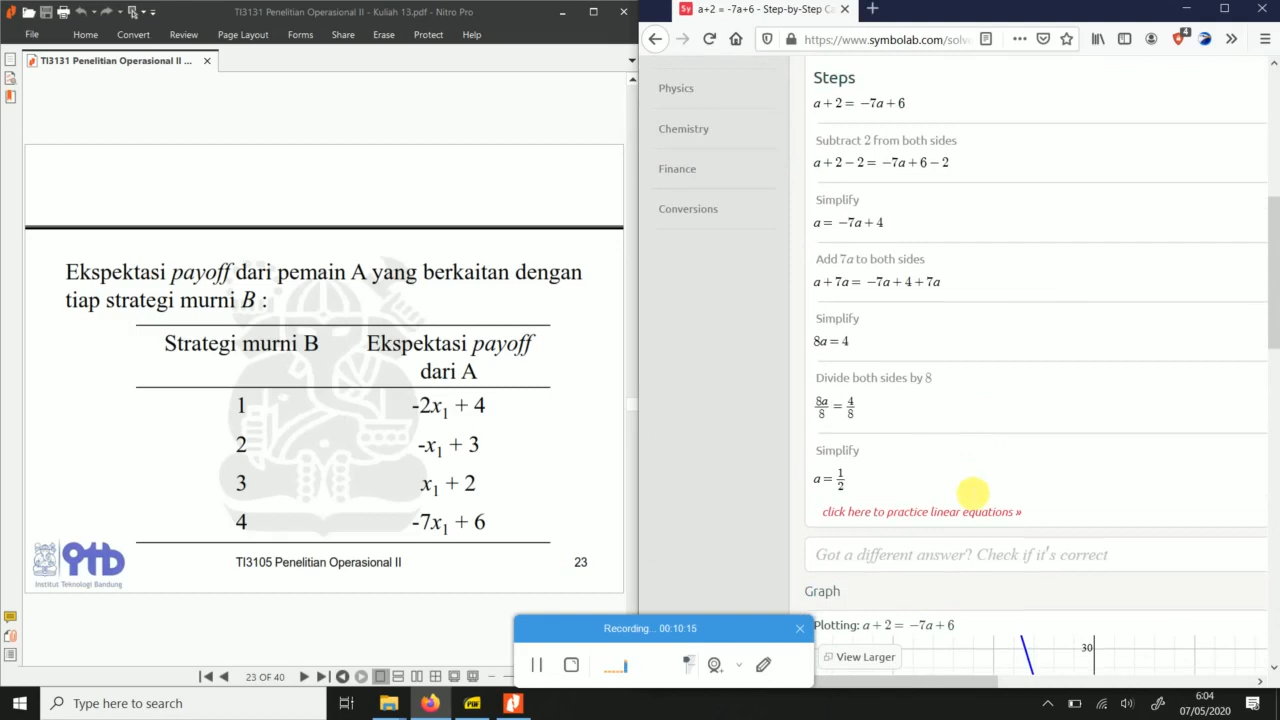 TI3131 Penelitian Operasional II - Kuliah 13.pdf - Nitro Pro
File Home Convert Review Page Layout Forms Share Erase Protect Help
TI3131 Penelitian Operasional II ...
Ekspektasi payoff dari pemain A yang berkaitan dengan
tiap strategi murni B :
Strategi murni B Ekspektasi payoff
dari A
1 -2x₁ + 4
2 -x₁ + 3
3 x₁ + 2
4 -7x₁ + 6
Institut Teknologi Bandung
TI3105 Penelitian Operasional II 23
23 OF 40
Sy a+2 = -7a+6 - Step-by-Step Ca
https://www.symbolab.com/solv
4
Physics
Chemistry
Finance
Conversions
Steps
a + 2 = −7a + 6
Subtract 2 from both sides
a + 2 − 2 = −7a + 6 − 2
Simplify
a = −7a + 4
Add 7a to both sides
a + 7a = −7a + 4 + 7a
Simplify
8a = 4
Divide both sides by 8
8a/8 = 4/8
Simplify
a = 1/2
click here to practice linear equations »
Got a different answer? Check if it's correct
Graph
Plotting: a + 2 = −7a + 6
View Larger
30
Recording... 00:10:15
Type here to search
PDF
6:04
07/05/2020